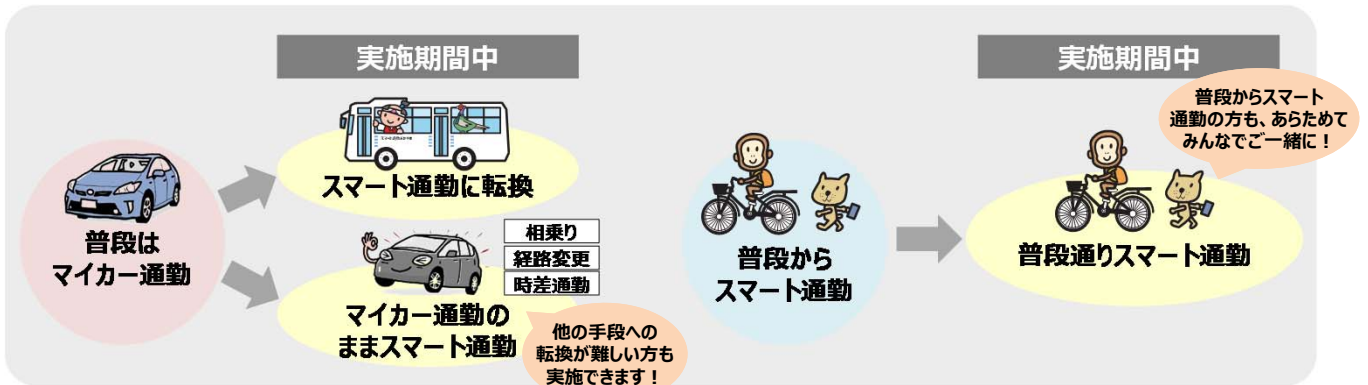 実施期間中
スマート通勤に転換
普段は
マイカー通勤
相乗り
経路変更
時差通勤
マイカー通勤の
ままスマート通勤
他の手段への
転換が難しい方も
実施できます！
普段から
スマート通勤
実施期間中
普段からスマート
通勤の方も、あらためて
みんなでご一緒に！
普段通りスマート通勤